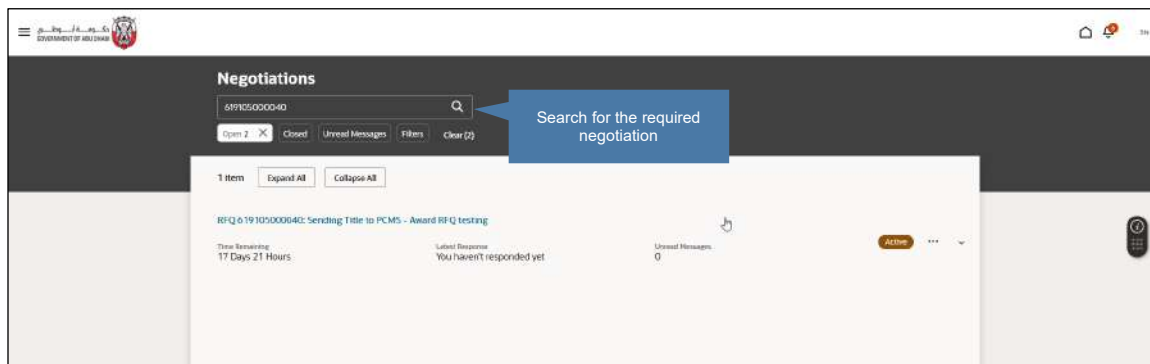 GOVERNMENT OF ABU DHABI
Negotiations
619105000040
Search for the required
negotiation
Open 2 X Closed Unread Messages Filters Clear (2)
1 Item Expand All Collapse All
RFQ 619105000040: Sending Title to PCMS - Award RFQ testing
Time Remaining Latest Response Unread Messages
17 Days 21 Hours You haven't responded yet 0
Active ...